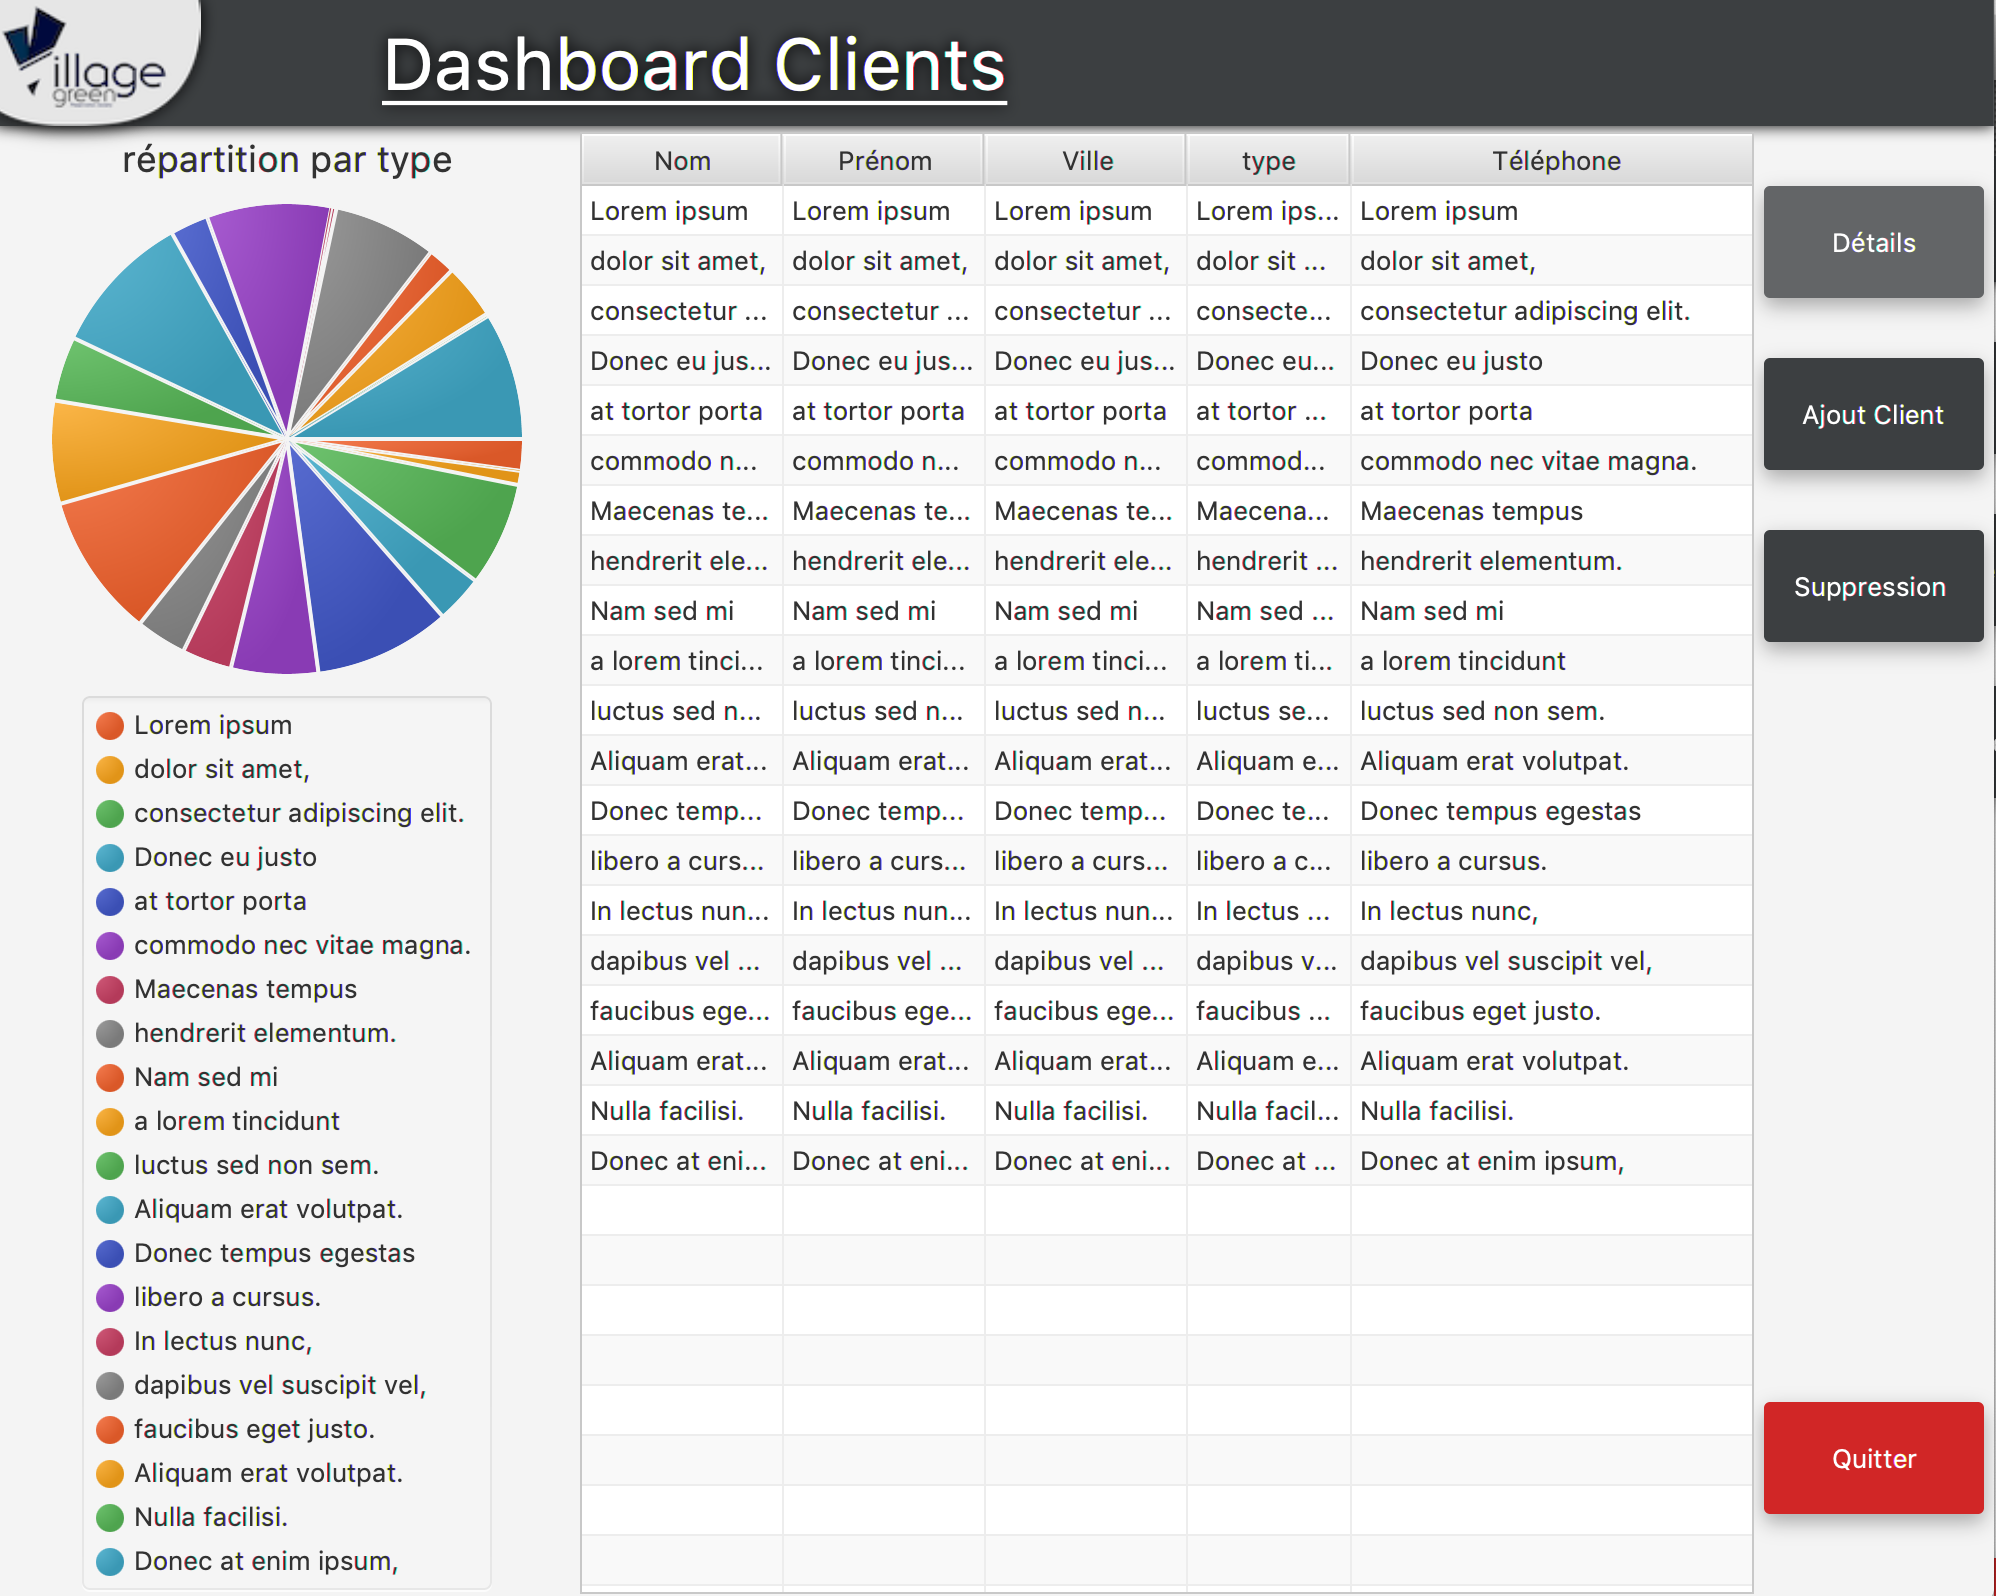 illage
green
Dashboard Clients
répartition par type
Lorem ipsum
dolor sit amet,
consectetur adipiscing elit.
Donec eu justo
at tortor porta
commodo nec vitae magna.
Maecenas tempus
hendrerit elementum.
Nam sed mi
a lorem tincidunt
luctus sed non sem.
Aliquam erat volutpat.
Donec tempus egestas
libero a cursus.
In lectus nunc,
dapibus vel suscipit vel,
faucibus eget justo.
Aliquam erat volutpat.
Nulla facilisi.
Donec at enim ipsum,
Nom Prénom Ville type Téléphone
Lorem ipsum Lorem ipsum Lorem ipsum Lorem ips... Lorem ipsum
dolor sit amet, dolor sit amet, dolor sit amet, dolor sit ... dolor sit amet,
consectetur ... consectetur ... consectetur ... consecte... consectetur adipiscing elit.
Donec eu jus... Donec eu jus... Donec eu jus... Donec eu... Donec eu justo
at tortor porta at tortor porta at tortor porta at tortor ... at tortor porta
commodo n... commodo n... commodo n... commod... commodo nec vitae magna.
Maecenas te... Maecenas te... Maecenas te... Maecena... Maecenas tempus
hendrerit ele... hendrerit ele... hendrerit ele... hendrerit ... hendrerit elementum.
Nam sed mi Nam sed mi Nam sed mi Nam sed ... Nam sed mi
a lorem tinci... a lorem tinci... a lorem tinci... a lorem ti... a lorem tincidunt
luctus sed n... luctus sed n... luctus sed n... luctus se... luctus sed non sem.
Aliquam erat... Aliquam erat... Aliquam erat... Aliquam e... Aliquam erat volutpat.
Donec temp... Donec temp... Donec temp... Donec te... Donec tempus egestas
libero a curs... libero a curs... libero a curs... libero a c... libero a cursus.
In lectus nun... In lectus nun... In lectus nun... In lectus ... In lectus nunc,
dapibus vel ... dapibus vel ... dapibus vel ... dapibus v... dapibus vel suscipit vel,
faucibus ege... faucibus ege... faucibus ege... faucibus ... faucibus eget justo.
Aliquam erat... Aliquam erat... Aliquam erat... Aliquam e... Aliquam erat volutpat.
Nulla facilisi. Nulla facilisi. Nulla facilisi. Nulla facil... Nulla facilisi.
Donec at eni... Donec at eni... Donec at eni... Donec at ... Donec at enim ipsum,
Détails
Ajout Client
Suppression
Quitter